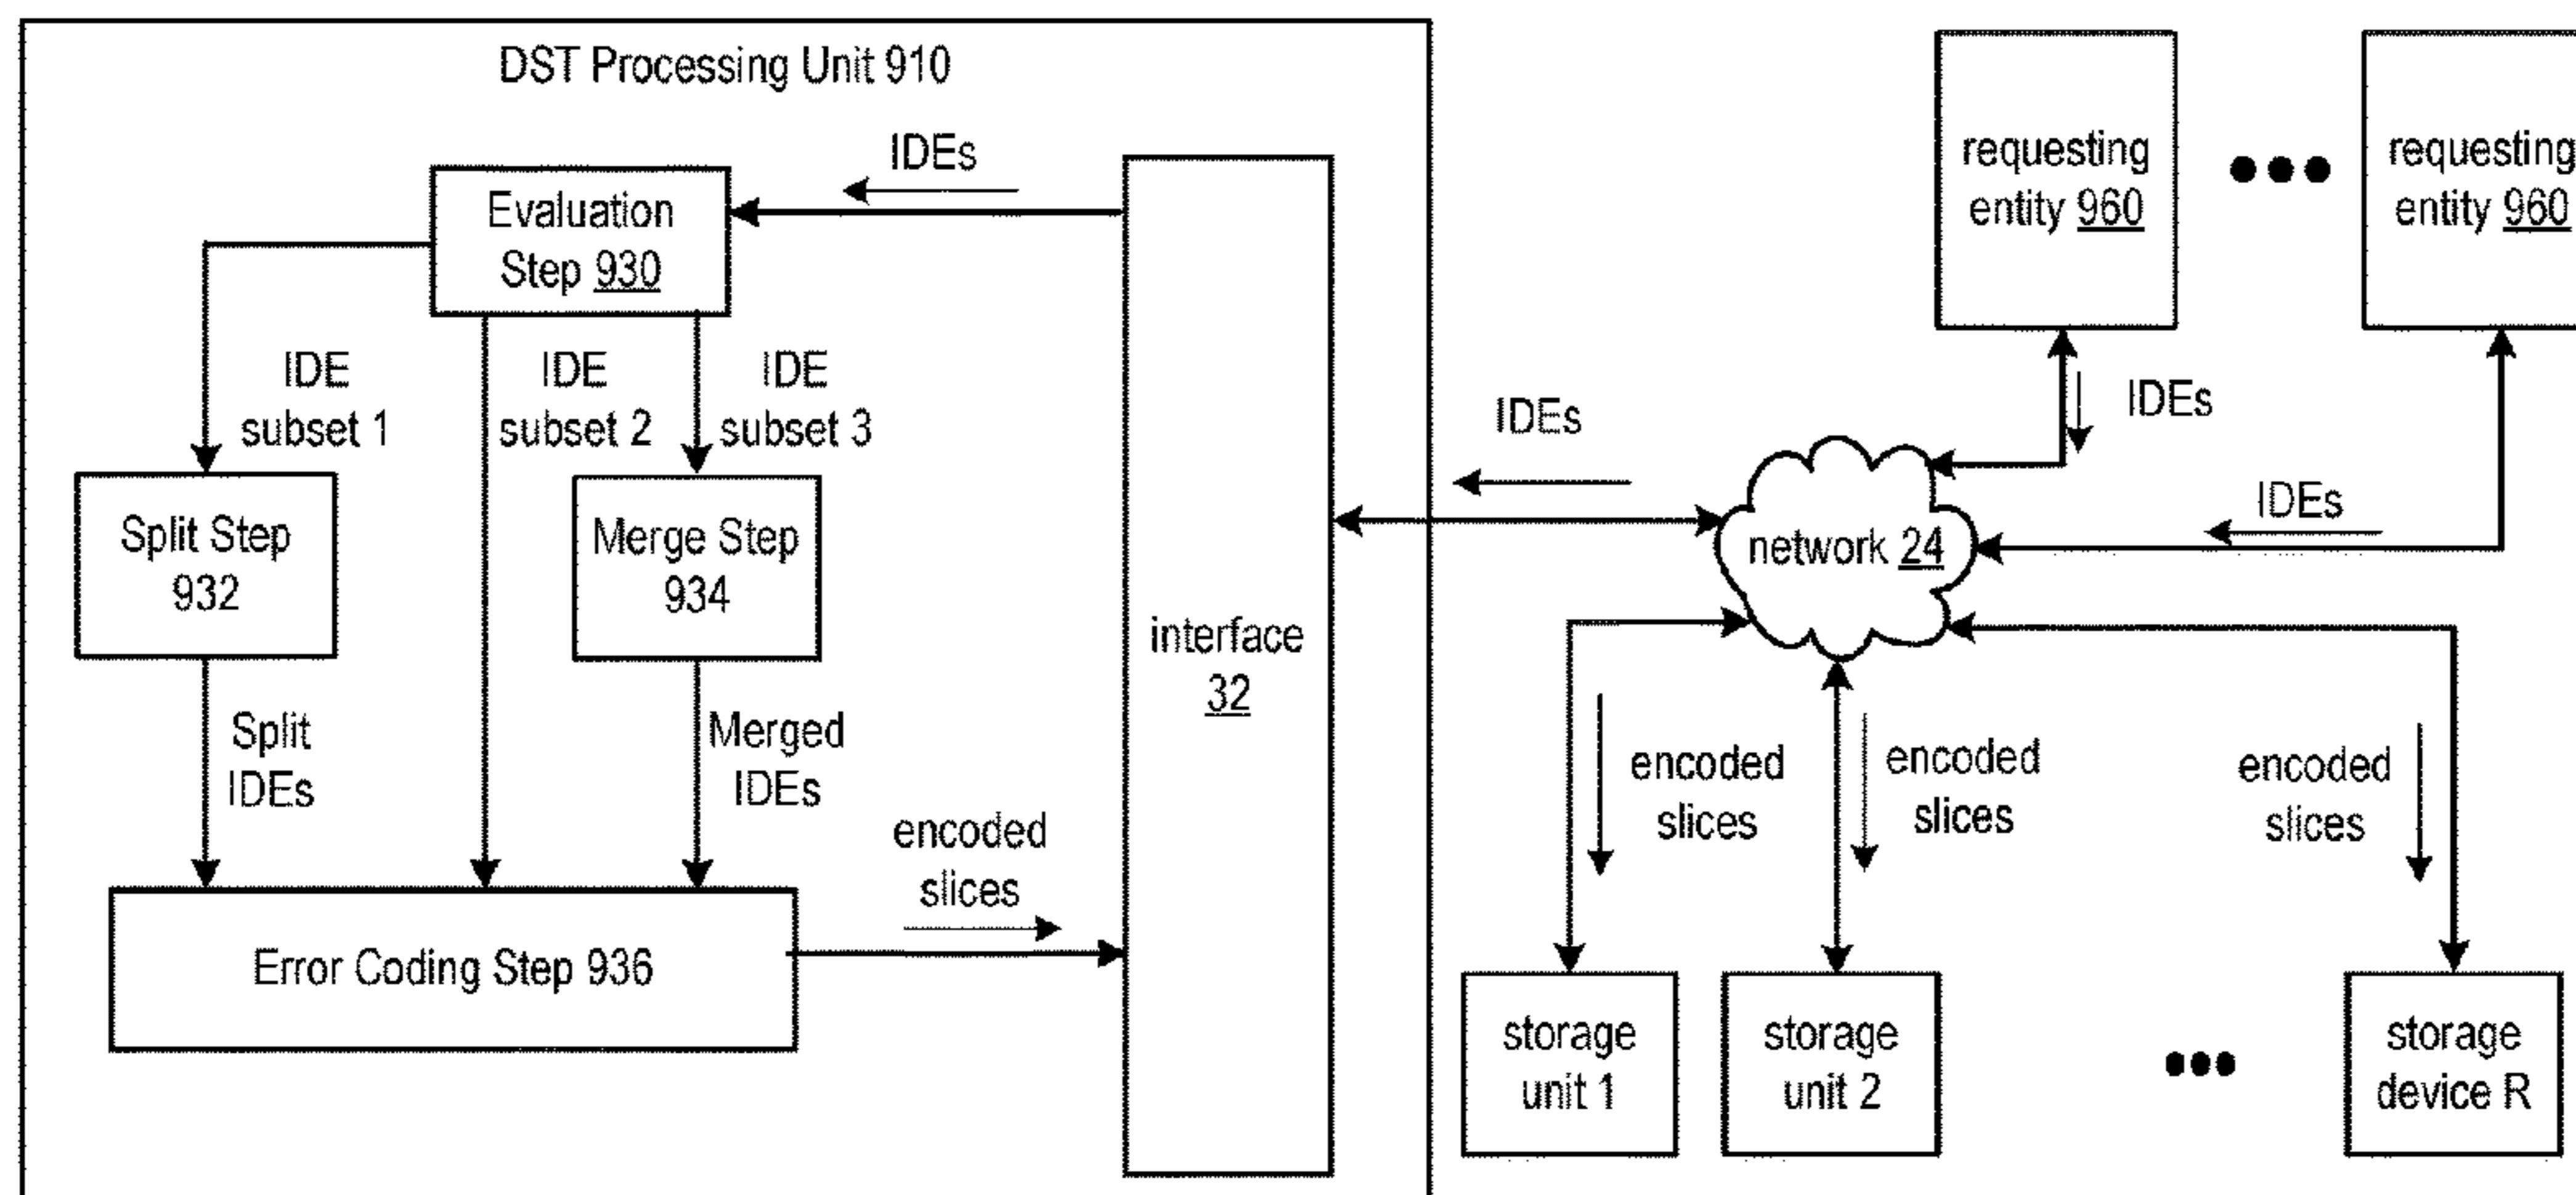 DST Processing Unit 910
IDEs
Evaluation
Step 930
IDE
subset 1
IDE
subset 2
IDE
subset 3
Split Step
932
Merge Step
934
Split
IDEs
Merged
IDEs
encoded
slices
Error Coding Step 936
interface
32
IDEs
requesting
entity 960
requesting
entity 960
IDEs
IDEs
network 24
encoded
slices
encoded
slices
encoded
slices
storage
unit 1
storage
unit 2
storage
device R